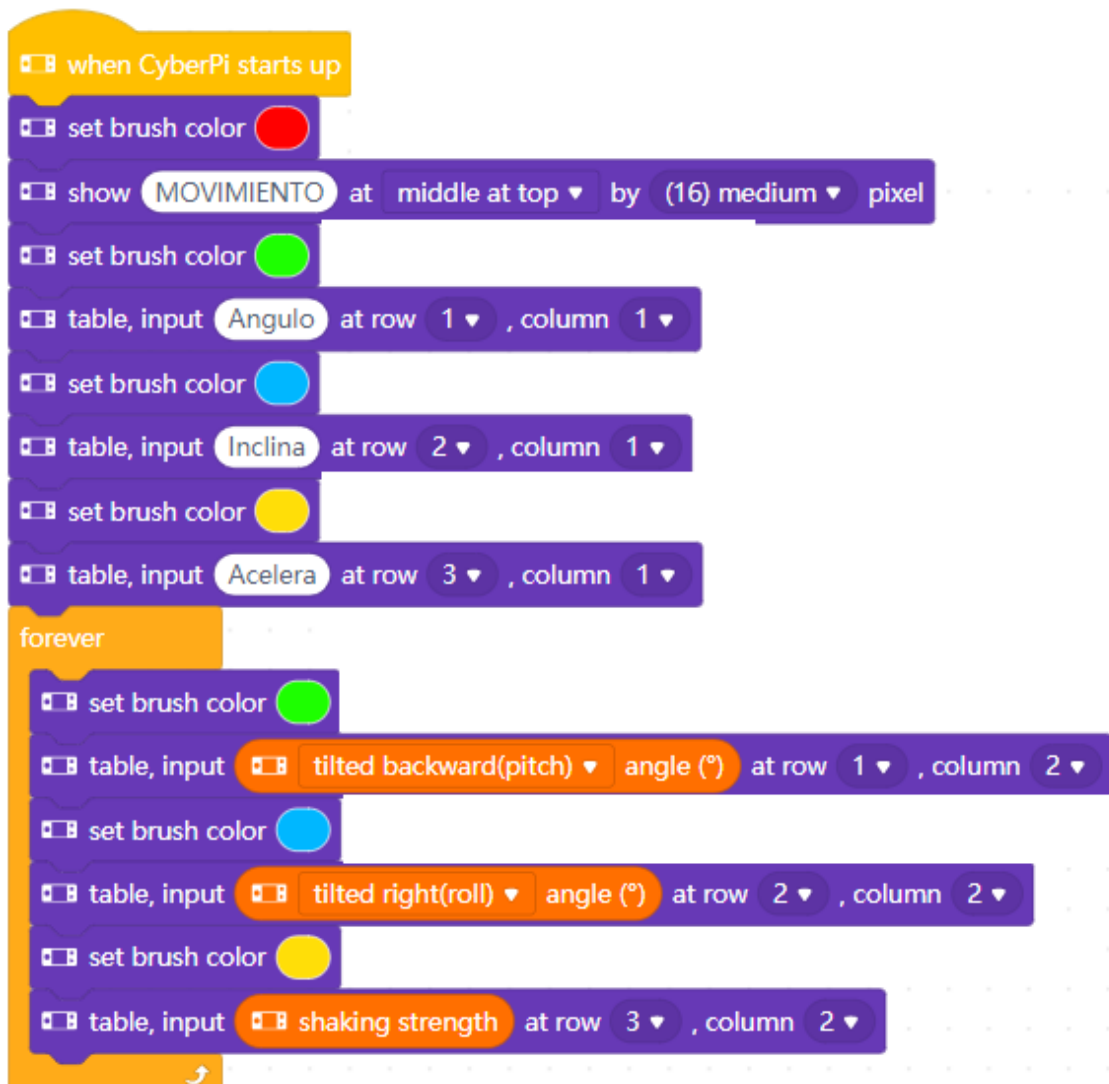 when CyberPi starts up
set brush color
show MOVIMIENTO at middle at top by (16) medium pixel
set brush color
table, input Angulo at row 1 , column 1
set brush color
table, input Inclina at row 2 , column 1
set brush color
table, input Acelera at row 3 , column 1
forever
set brush color
table, input tilted backward(pitch) angle (°) at row 1 , column 2
set brush color
table, input tilted right(roll) angle (°) at row 2 , column 2
set brush color
table, input shaking strength at row 3 , column 2